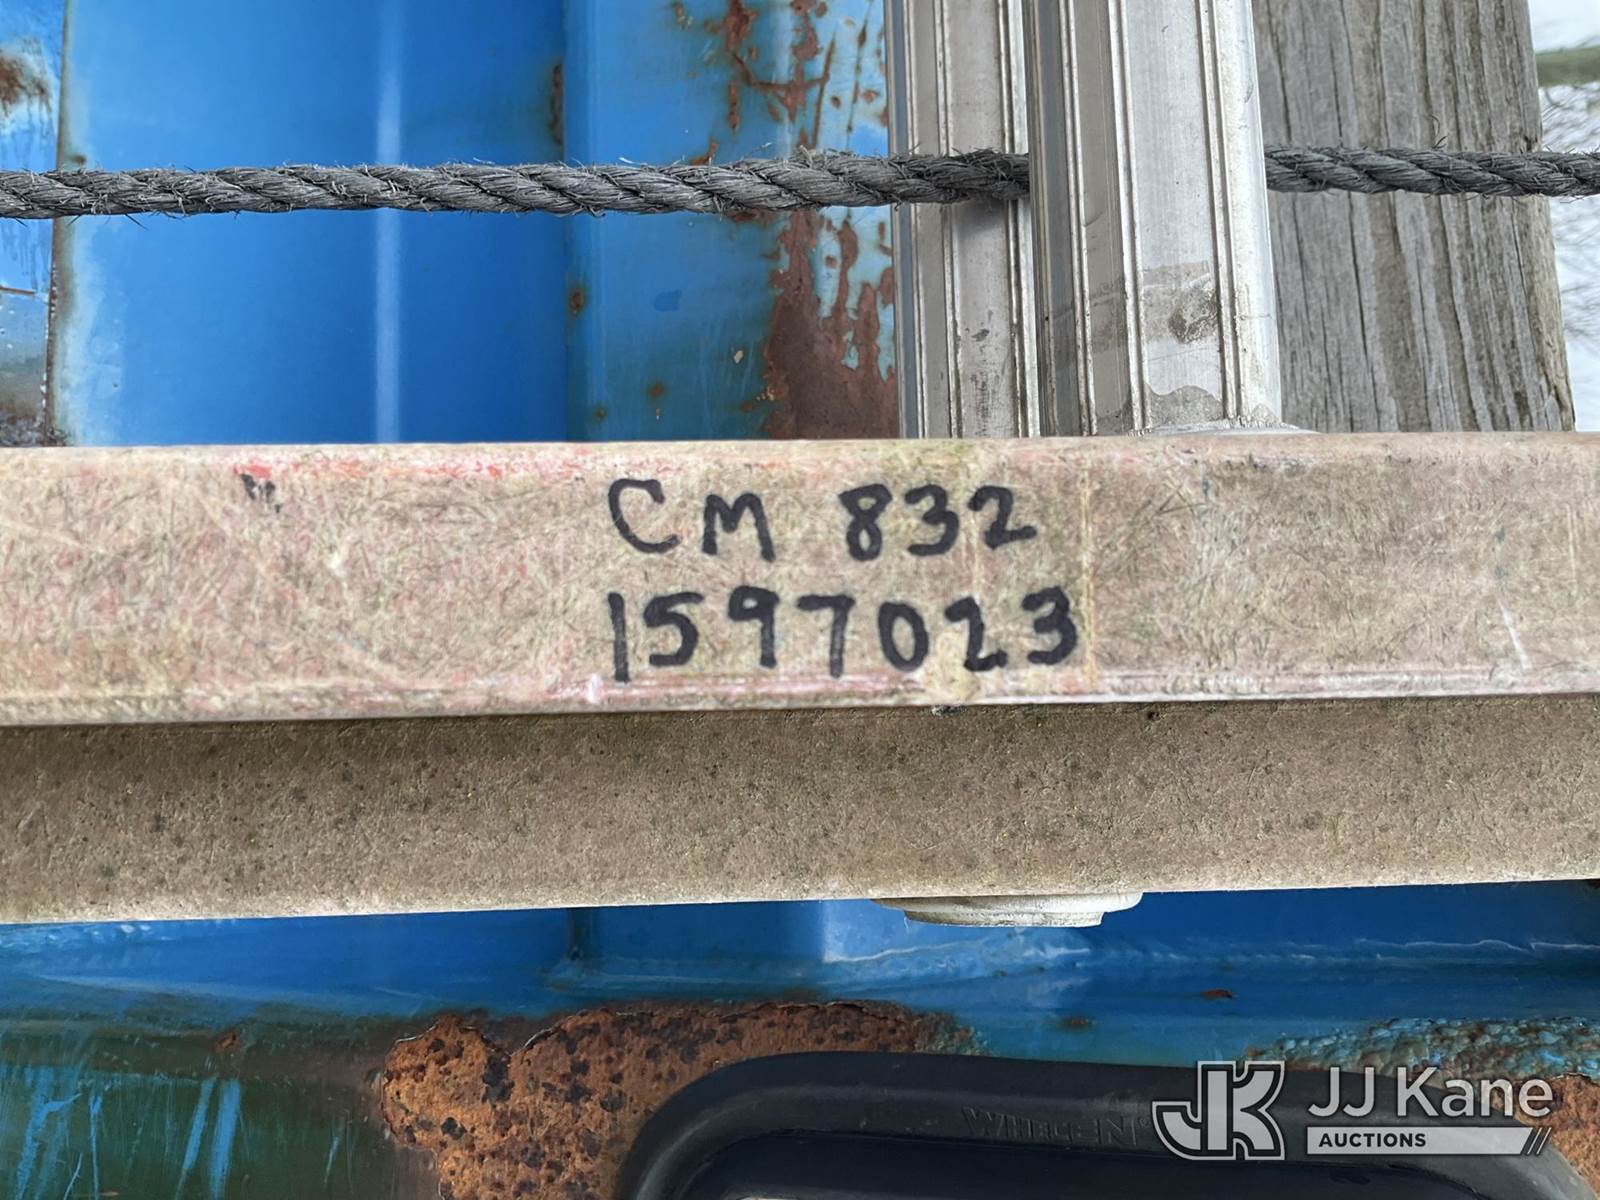 CM 832
1597023
WHELEN
JJ Kane
AUCTIONS